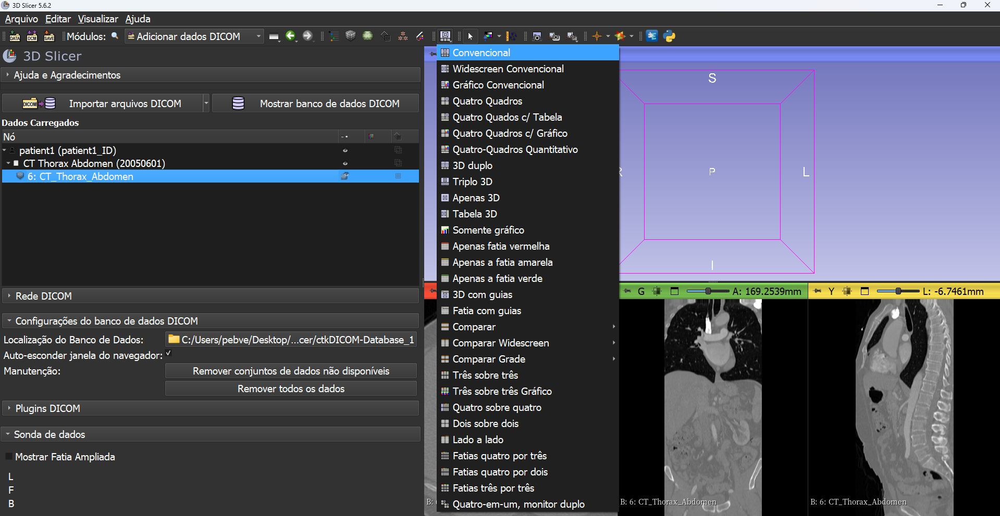 3D Slicer 5.6.2
Arquivo Editar Visualizar Ajuda
DATA DCM SAVE Módulos: Adicionar dados DICOM
3D Slicer
Ajuda e Agradecimentos
DICOM Importar arquivos DICOM
Mostrar banco de dados DICOM
Dados Carregados
Nó
patient1 (patient1_ID)
CT Thorax Abdomen (20050601)
6: CT_Thorax_Abdomen
Rede DICOM
Configurações do banco de dados DICOM
Localização do Banco de Dados: C:/Users/pebve/Desktop/...cer/ctkDICOM-Database_1
Auto-esconder janela do navegador:
Manutenção: Remover conjuntos de dados não disponíveis
Remover todos os dados
Plugins DICOM
Sonda de dados
Mostrar Fatia Ampliada
L
F
B
Convencional
Widescreen Convencional
Gráfico Convencional
Quatro Quadros
Quatro Quados c/ Tabela
Quatro Quadros c/ Gráfico
Quatro-Quadros Quantitativo
3D duplo
Triplo 3D
Apenas 3D
Tabela 3D
Somente gráfico
Apenas fatia vermelha
Apenas a fatia amarela
Apenas a fatia verde
3D com guias
Fatia com guias
Comparar
Comparar Widescreen
Comparar Grade
Três sobre três
Três sobre três Gráfico
Quatro sobre quatro
Dois sobre dois
Lado a lado
Fatias quatro por três
Fatias quatro por dois
Fatias três por três
Quatro-em-um, monitor duplo
S
R P L
I
G A: 169.2539mm
Y L: -6.7461mm
B:
B: 6: CT_Thorax_Abdomen
B: 6: CT_Thorax_Abdomen